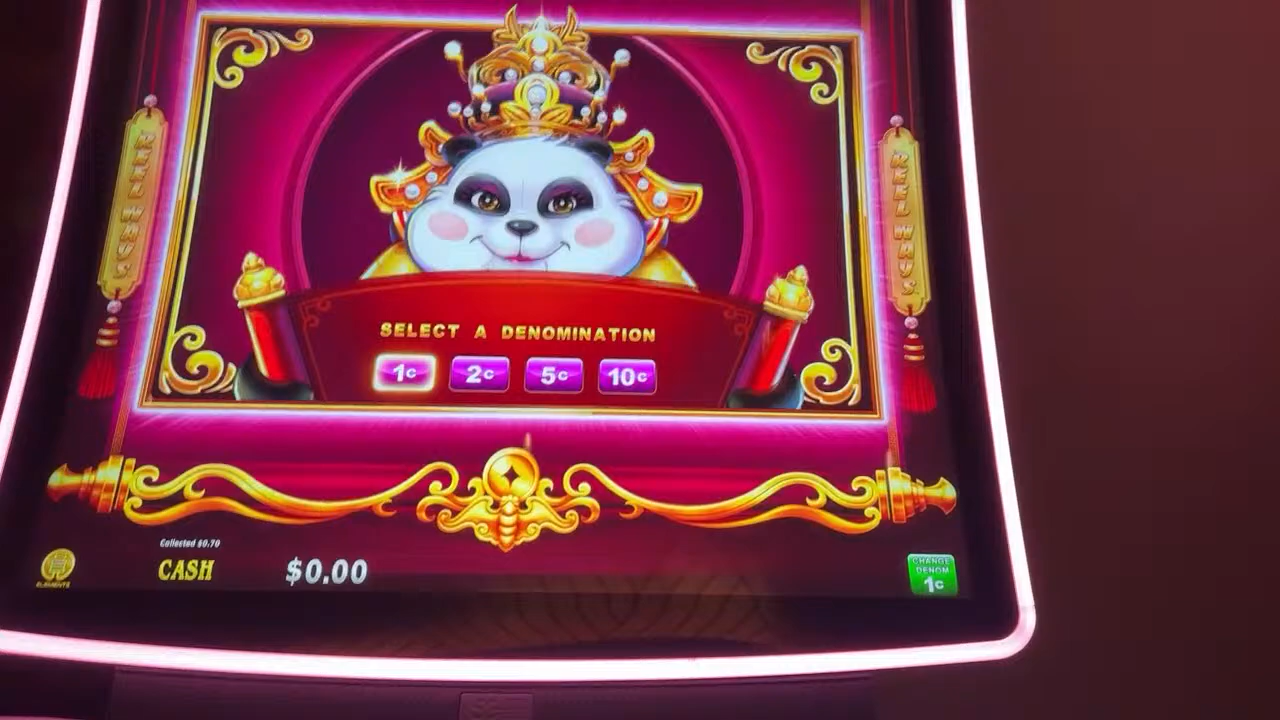 REEL WAYS
REEL WAYS
SELECT A DENOMINATION
1¢ 2¢ 5¢ 10¢
Collected $0.70
CASH $0.00
ELEMENTS
CHANGE
DENOM
1¢